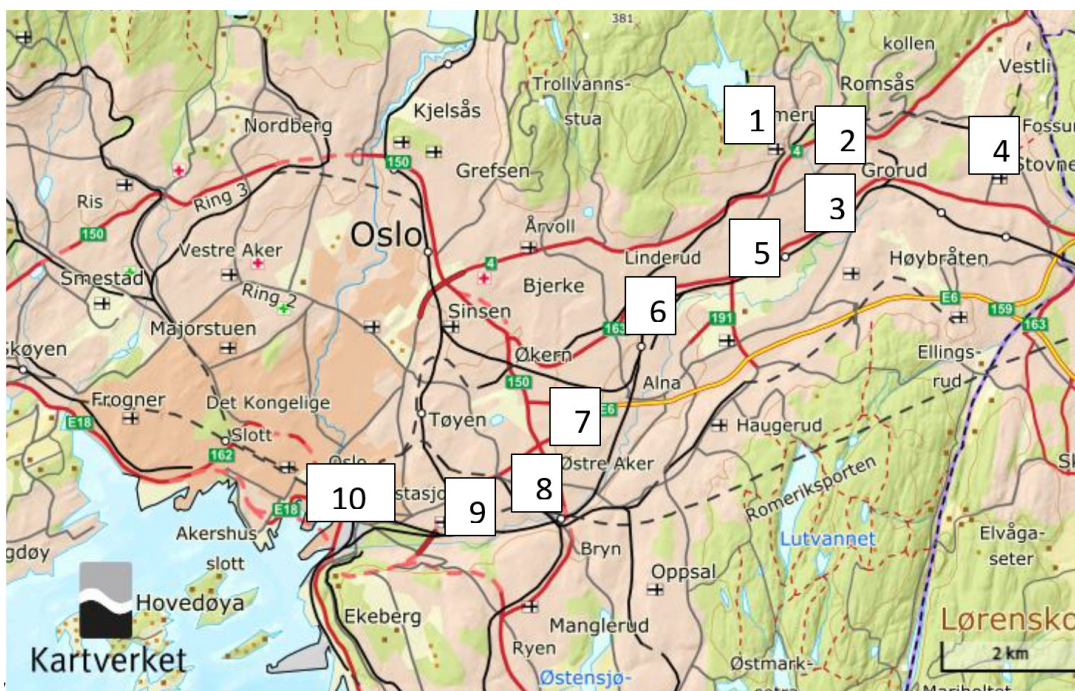 381
kollen
Vestli
Romsås
Trollvanns-
stua
Kjelsås
Nordberg
1
2
4
4
150
Grefsen
Grorud
Ris
Ring 3
3
150
Vestre Aker
Oslo
Årvoll
Linderud
5
Høybråten
Smestad
4
Bjerke
Ring 2
E6
159
163
Sinsen
6
163
191
Majorstuen
Økern
Ellings-
rud
150
Alna
Frogner
Det Kongelige
Slott
Tøyen
7
E6
E18
Haugerud
162
Østre Aker
8
Romeriksporten
10
9
E18
Akershus
slott
Bryn
Lutvannet
Elvåga-
seter
Oppsal
Hovedøya
Ekeberg
Manglerud
Ryen
Kartverket
2 km
Østensjø-
Østmark-